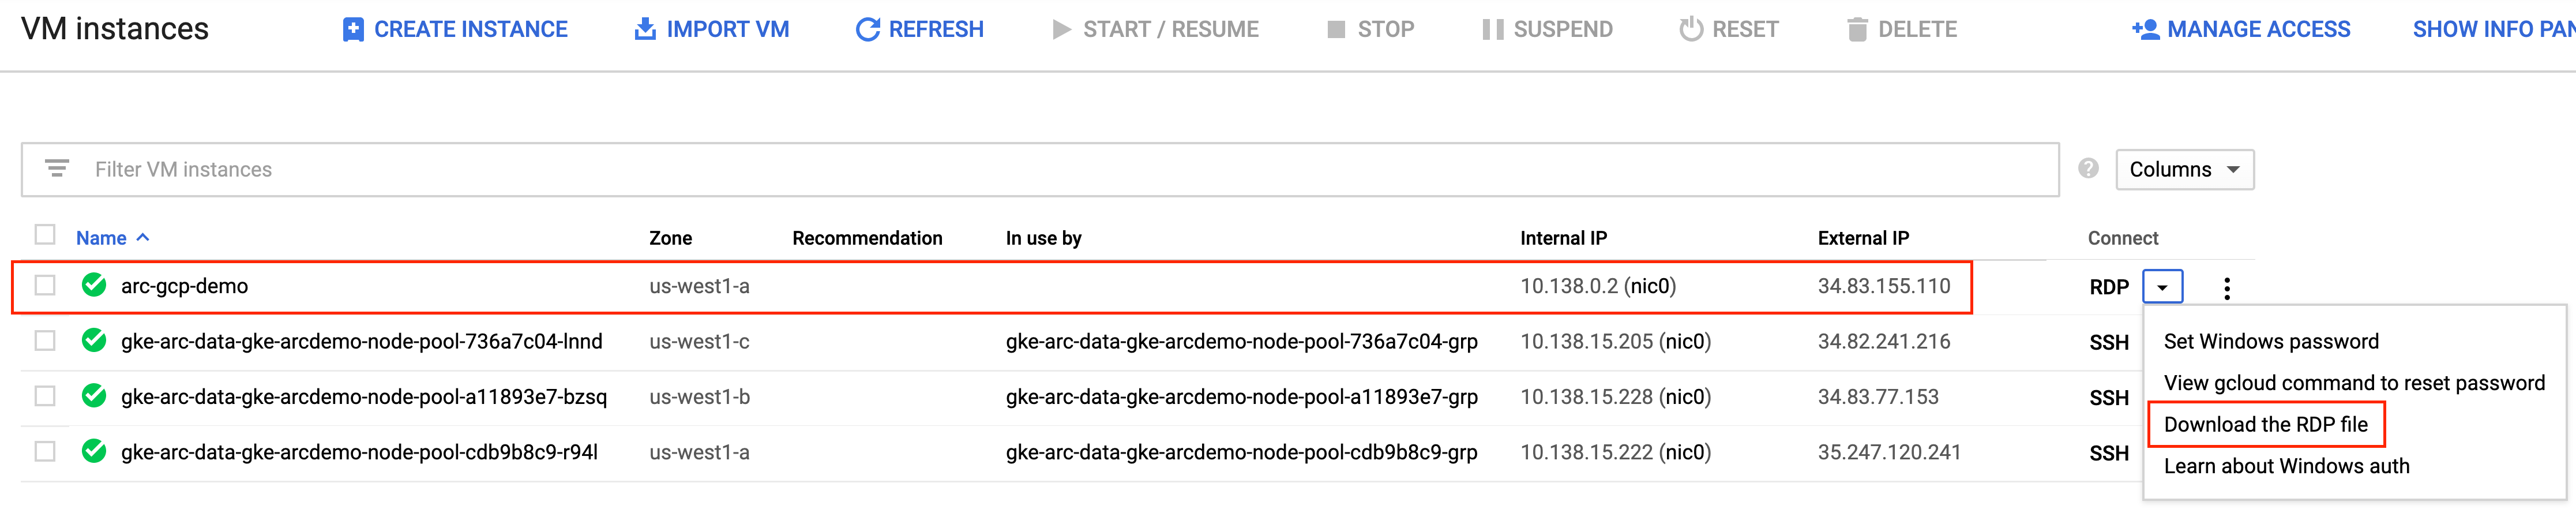 VM instances CREATE INSTANCE IMPORT VM REFRESH START / RESUME STOP SUSPEND RESET DELETE MANAGE ACCESS SHOW INFO PAN
Filter VM instances ? Columns
Name Zone Recommendation In use by Internal IP External IP Connect
arc-gcp-demo us-west1-a 10.138.0.2 (nic0) 34.83.155.110 RDP
gke-arc-data-gke-arcdemo-node-pool-736a7c04-lnnd us-west1-c gke-arc-data-gke-arcdemo-node-pool-736a7c04-grp 10.138.15.205 (nic0) 34.82.241.216 SSH
gke-arc-data-gke-arcdemo-node-pool-a11893e7-bzsq us-west1-b gke-arc-data-gke-arcdemo-node-pool-a11893e7-grp 10.138.15.228 (nic0) 34.83.77.153 SSH
gke-arc-data-gke-arcdemo-node-pool-cdb9b8c9-r94l us-west1-a gke-arc-data-gke-arcdemo-node-pool-cdb9b8c9-grp 10.138.15.222 (nic0) 35.247.120.241 SSH
Set Windows password
View gcloud command to reset password
Download the RDP file
Learn about Windows auth